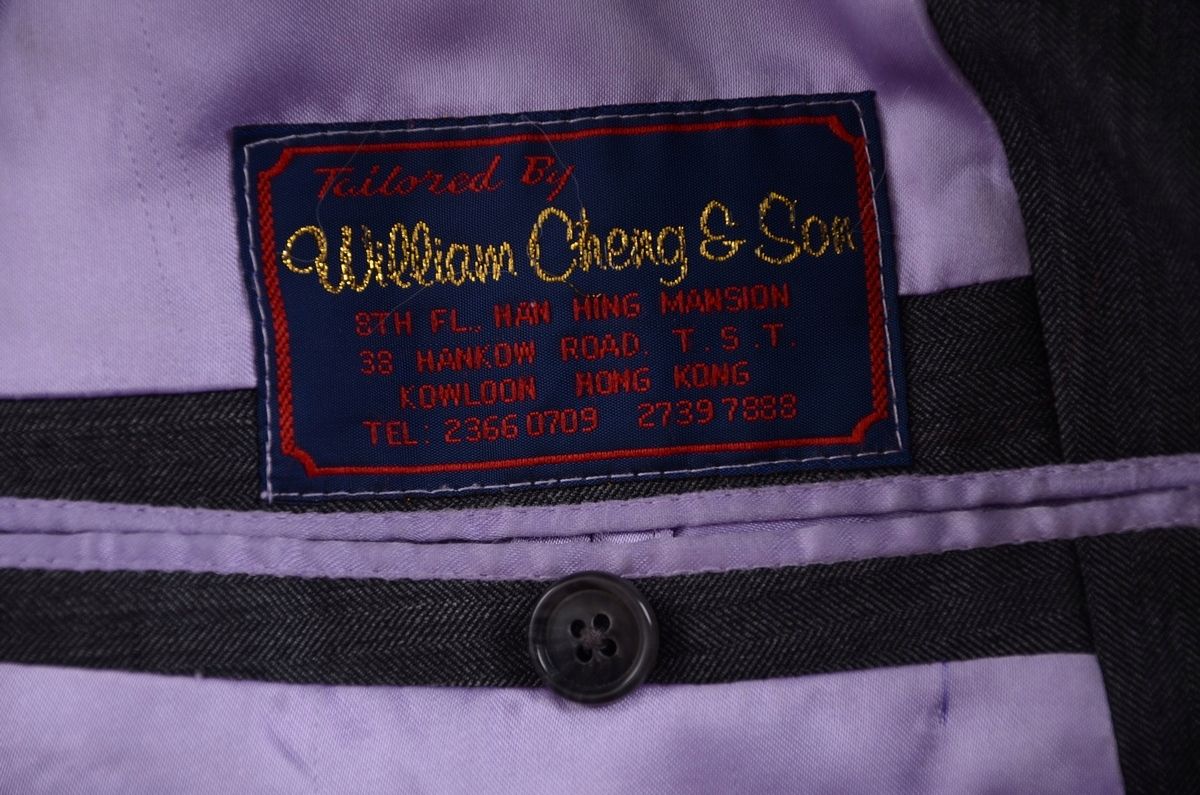 Tailored By
William Cheng & Son
8TH FL., HAN HING MANSION
38 HANKOW ROAD. T.S.T.
KOWLOON HONG KONG
TEL: 2366 0709 2739 7888